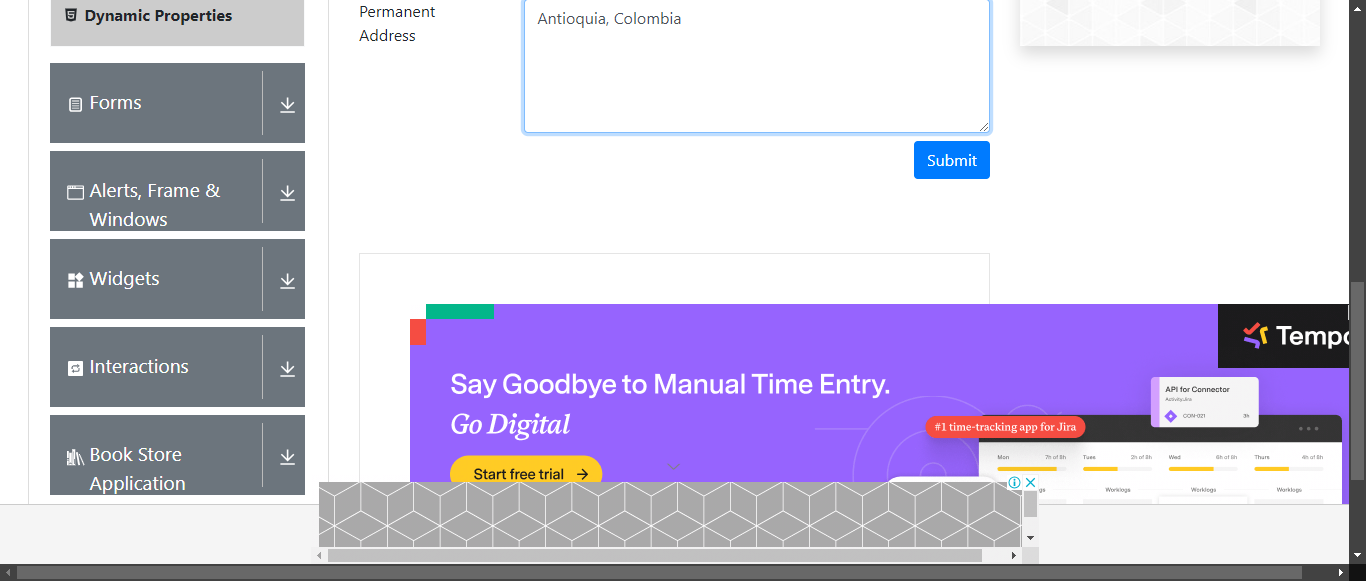 Dynamic Properties
Forms
Alerts, Frame &
Windows
Widgets
Interactions
Book Store
Application
Permanent
Address
Antioquia, Colombia
Submit
Say Goodbye to Manual Time Entry.
Go Digital
Start free trial →
Tempo
#1 time-tracking app for Jira
API for Connector
Activity.Jira
CON-021 3h
Mon 7h of 8h Tues 2h of 8h Wed 6h of 8h Thurs 4h of 8h
Worklogs Worklogs Worklogs